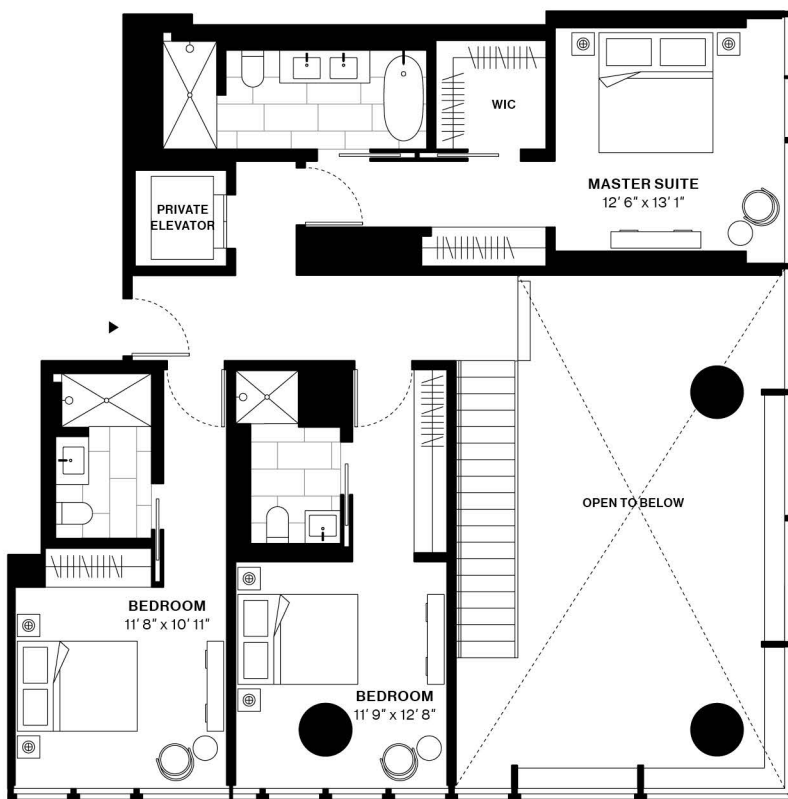 WIC
MASTER SUITE
12' 6" x 13' 1"
PRIVATE
ELEVATOR
OPEN TO BELOW
BEDROOM
11' 8" x 10' 11"
BEDROOM
11' 9" x 12' 8"